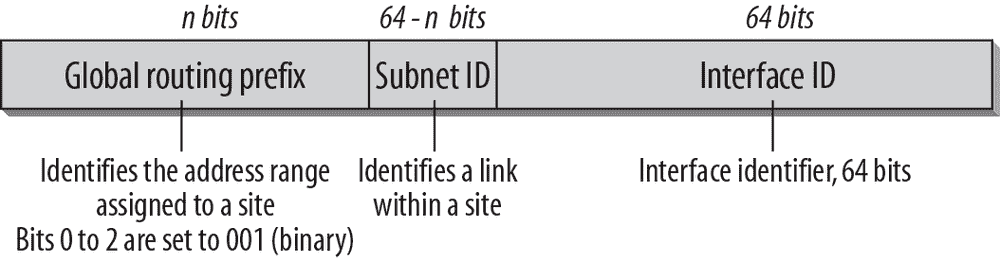 n bits 64 - n bits 64 bits
Global routing prefix Subnet ID Interface ID
Identifies the address range Identifies a link Interface identifier, 64 bits
assigned to a site within a site
Bits 0 to 2 are set to 001 (binary)